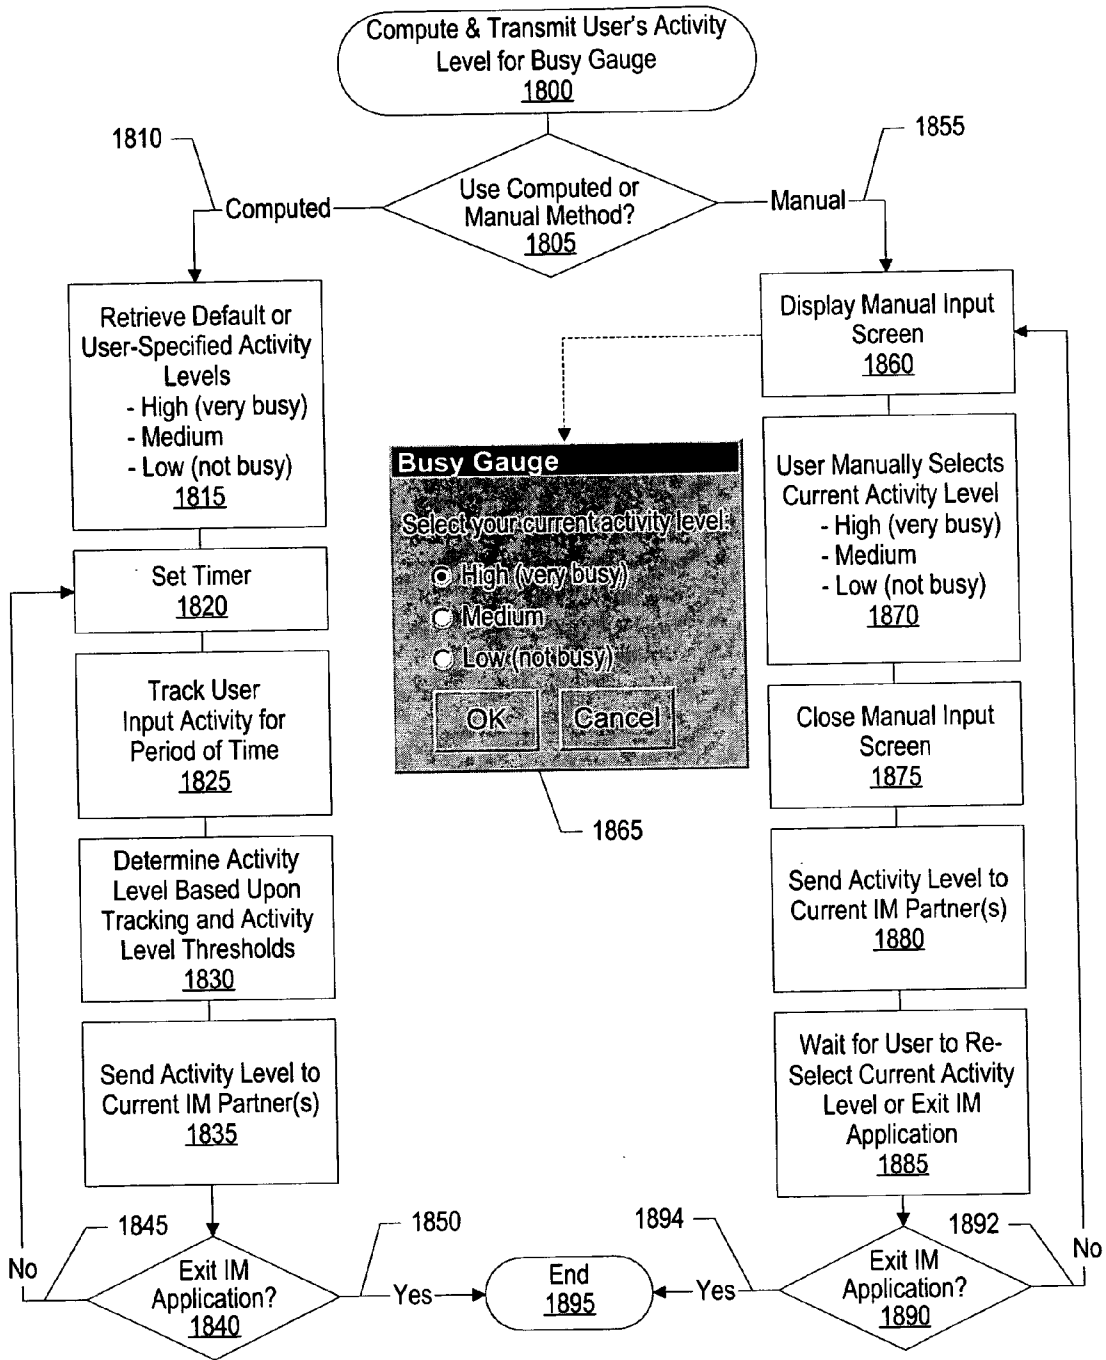 Compute & Transmit User's Activity
Level for Busy Gauge
1800
1810
1855
Use Computed or
Manual Method?
1805
Computed
Manual
Retrieve Default or
User-Specified Activity
Levels
- High (very busy)
- Medium
- Low (not busy)
1815
Set Timer
1820
Track User
Input Activity for
Period of Time
1825
Determine Activity
Level Based Upon
Tracking and Activity
Level Thresholds
1830
Send Activity Level to
Current IM Partner(s)
1835
1845
1850
No
Exit IM
Application?
1840
Yes
Busy Gauge
Select your current activity level:
High (very busy)
Medium
Low (not busy)
OK
Cancel
1865
Display Manual Input
Screen
1860
User Manually Selects
Current Activity Level
- High (very busy)
- Medium
- Low (not busy)
1870
Close Manual Input
Screen
1875
Send Activity Level to
Current IM Partner(s)
1880
Wait for User to Re-
Select Current Activity
Level or Exit IM
Application
1885
1894
1892
Yes
Exit IM
Application?
1890
No
End
1895